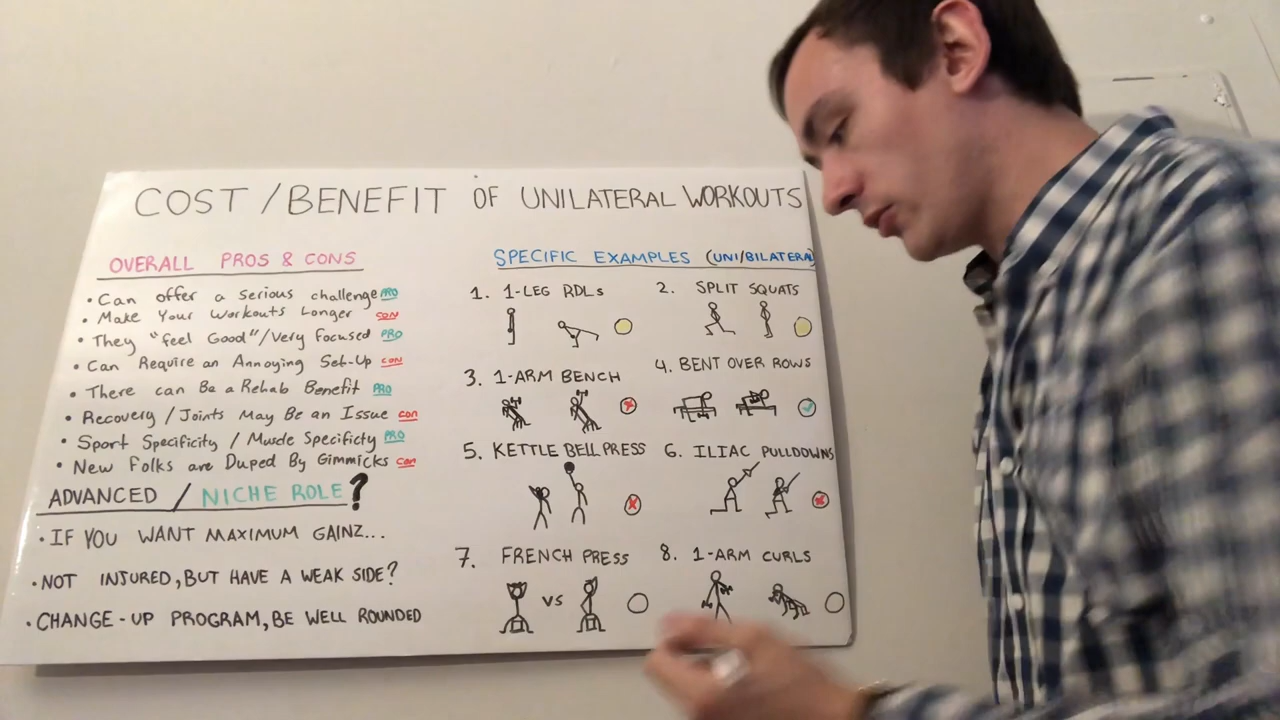 COST / BENEFIT OF UNILATERAL WORKOUTS
OVERALL PROS & CONS
• Can offer a serious challenge PRO
• Make Your Workouts Longer CON
• They "feel Good"/Very Focused PRO
• Can Require an Annoying Set-Up CON
• There can Be a Rehab Benefit PRO
• Recovery / Joints May Be an Issue CON
• Sport Specificity / Muscle Specificty PRO
• New Folks are Duped By Gimmicks CON
ADVANCED / NICHE ROLE?
• IF YOU WANT MAXIMUM GAINZ...
• NOT INJURED, BUT HAVE A WEAK SIDE?
• CHANGE-UP PROGRAM, BE WELL ROUNDED
SPECIFIC EXAMPLES (UNI/BILATERAL)
1. 1-LEG RDLs
2. SPLIT SQUATS
3. 1-ARM BENCH
4. BENT OVER ROWS
5. KETTLE BELL PRESS
6. ILIAC PULLDOWNS
7. FRENCH PRESS
VS
8. 1-ARM CURLS